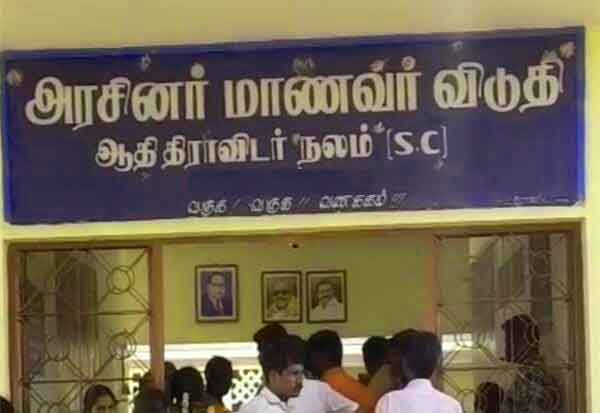 அரசினர் மாணவர் விடுதி
ஆதி திராவிடர் நலம் (S.C)
வருக! வருக!! வணக்கம்!!!